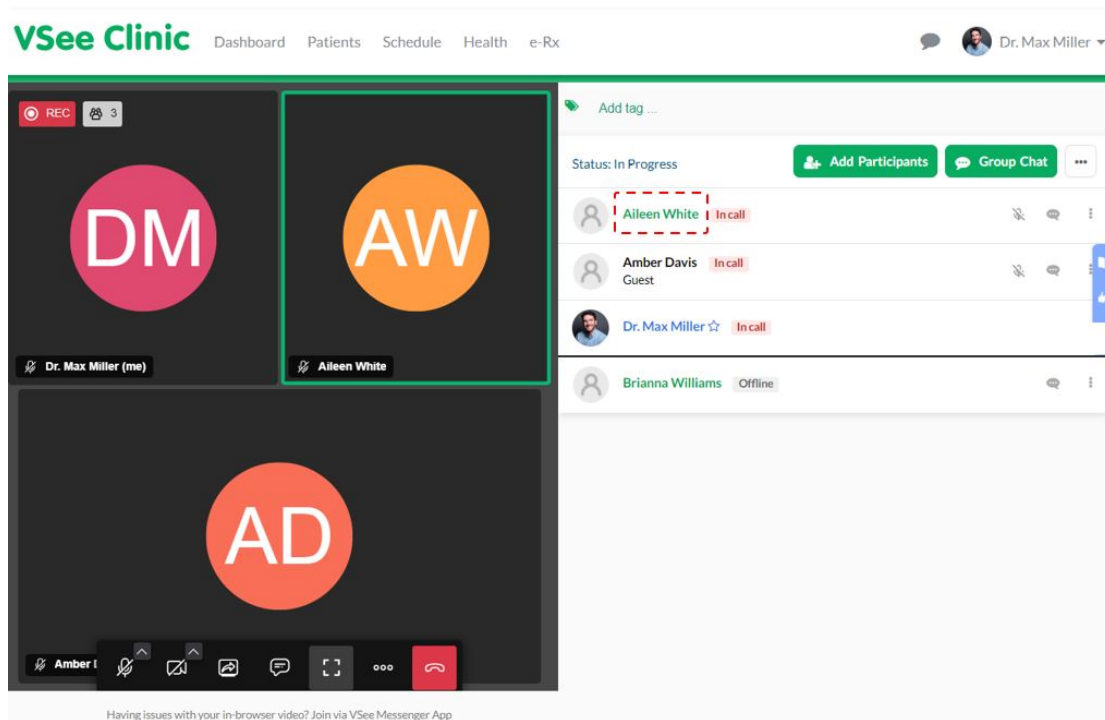 VSee Clinic Dashboard Patients Schedule Health e-Rx Dr. Max Miller
REC 3
DM
AW
Dr. Max Miller (me)
Aileen White
AD
Amber
Having issues with your in-browser video? Join via VSee Messenger App
Add tag ...
Status: In Progress Add Participants Group Chat
Aileen White In call
Amber Davis In call
Guest
Dr. Max Miller In call
Brianna Williams Offline